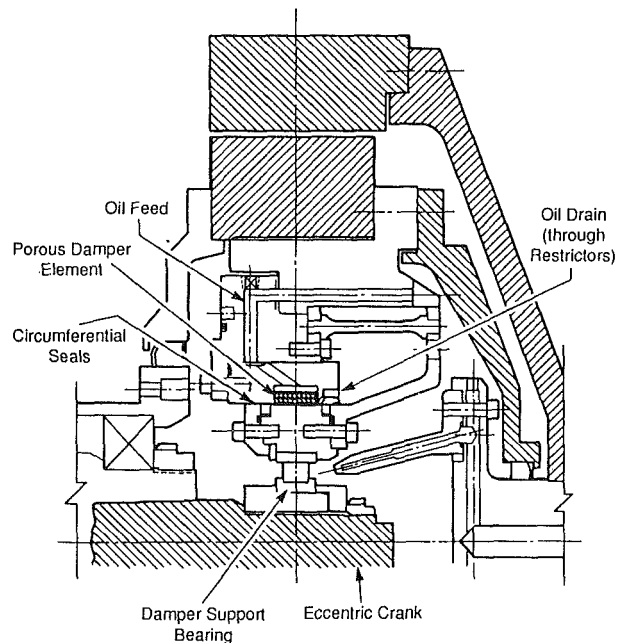 Oil Feed
Porous Damper
Element
Circumferential
Seals
Oil Drain
(through
Restrictors)
Damper Support
Bearing
Eccentric Crank